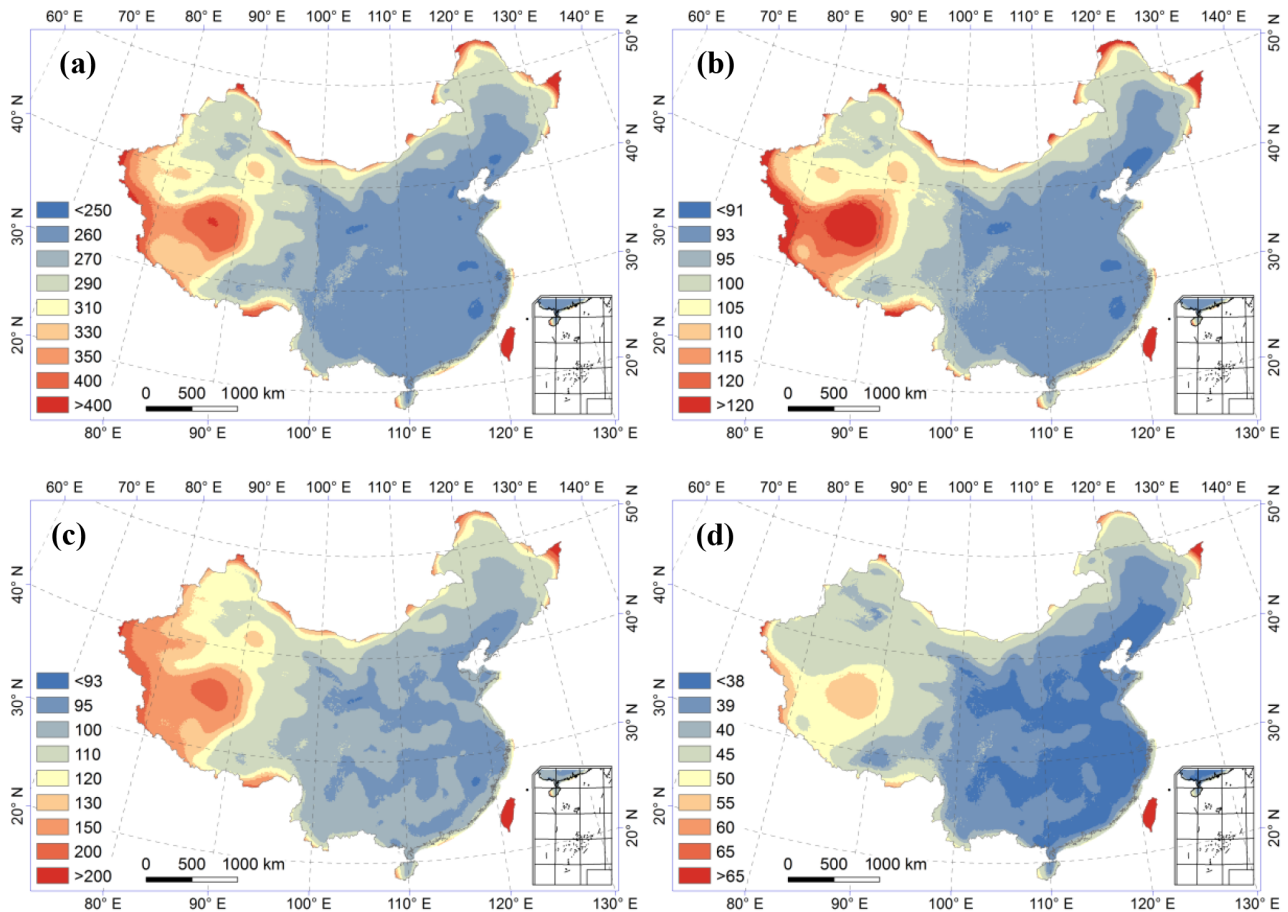 60° E 70° E 80° E 90° E 100° E 110° E 120° E 130° E 140° E
60° E 70° E 80° E 90° E 100° E 110° E 120° E 130° E 140° E
(a)
50° N
40° N
40° N
30° N
30° N
20° N
20° N
<250
260
270
290
310
330
350
400
>400
0 500 1000 km
80° E 90° E 100° E 110° E 120° E 130° E
(b)
50° N
40° N
40° N
30° N
30° N
20° N
20° N
<91
93
95
100
105
110
115
120
>120
0 500 1000 km
80° E 90° E 100° E 110° E 120° E 130° E
60° E 70° E 80° E 90° E 100° E 110° E 120° E 130° E 140° E
60° E 70° E 80° E 90° E 100° E 110° E 120° E 130° E 140° E
(c)
50° N
40° N
40° N
30° N
30° N
20° N
20° N
<93
95
100
110
120
130
150
200
>200
0 500 1000 km
80° E 90° E 100° E 110° E 120° E 130° E
(d)
50° N
40° N
40° N
30° N
30° N
20° N
20° N
<38
39
40
45
50
55
60
65
>65
0 500 1000 km
80° E 90° E 100° E 110° E 120° E 130° E